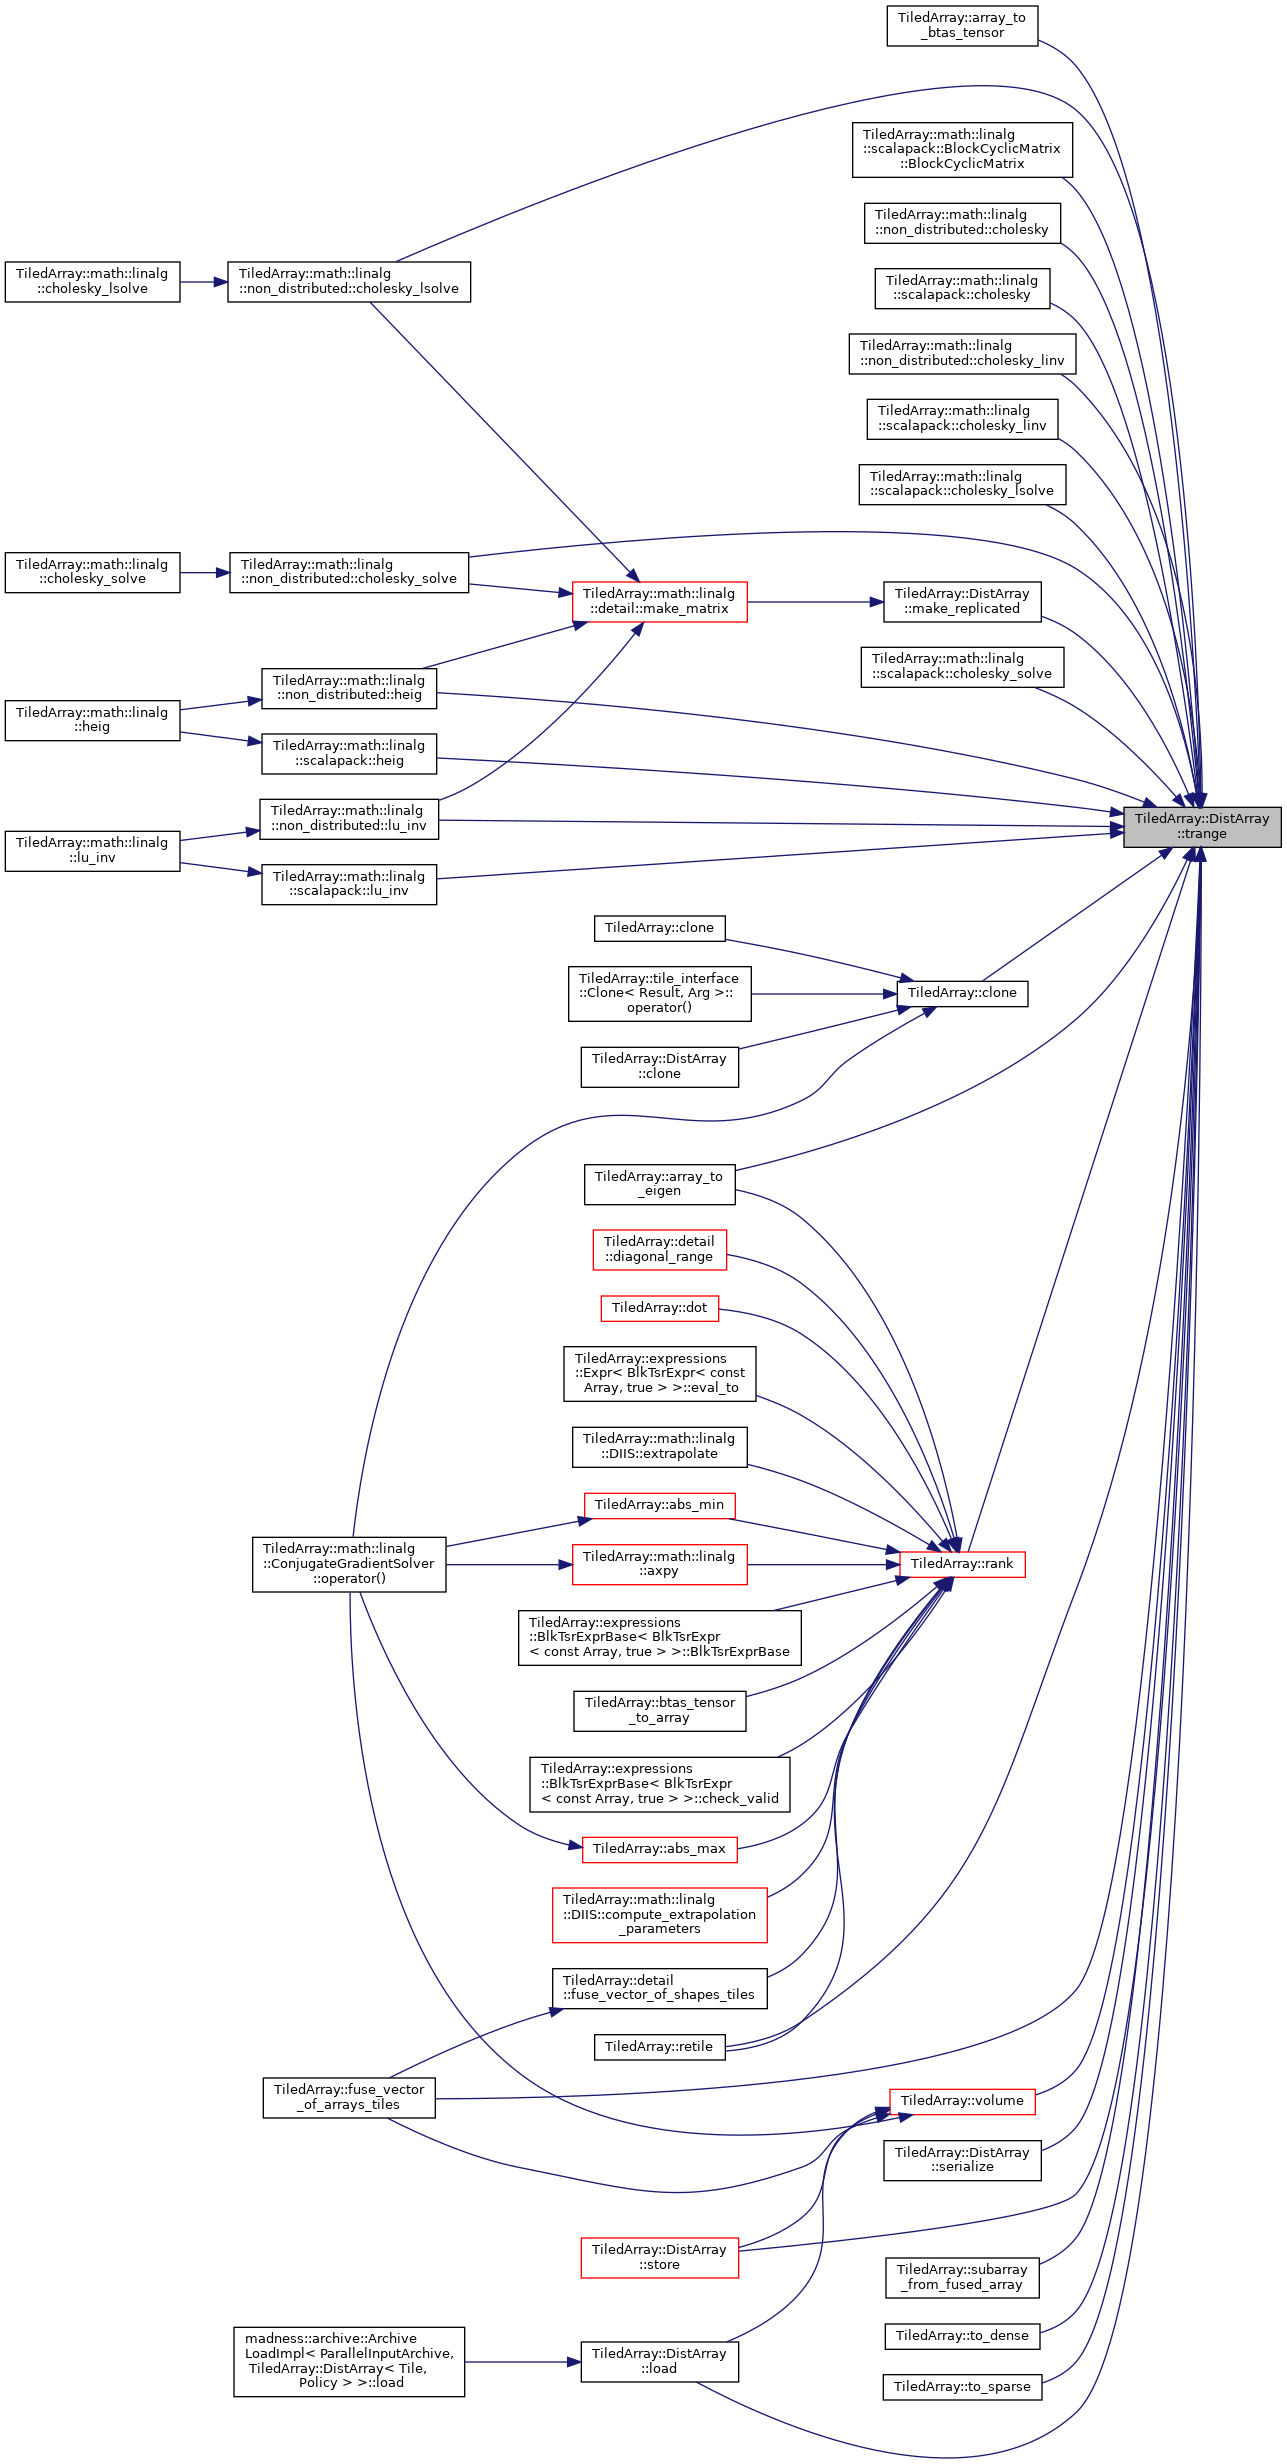 TiledArray::array_to
_btas_tensor
TiledArray::math::linalg
::scalapack::BlockCyclicMatrix
::BlockCyclicMatrix
TiledArray::math::linalg
::non_distributed::cholesky
TiledArray::math::linalg
::cholesky_lsolve
TiledArray::math::linalg
::non_distributed::cholesky_lsolve
TiledArray::math::linalg
::scalapack::cholesky
TiledArray::math::linalg
::non_distributed::cholesky_linv
TiledArray::math::linalg
::scalapack::cholesky_linv
TiledArray::math::linalg
::scalapack::cholesky_lsolve
TiledArray::math::linalg
::cholesky_solve
TiledArray::math::linalg
::non_distributed::cholesky_solve
TiledArray::math::linalg
::detail::make_matrix
TiledArray::DistArray
::make_replicated
TiledArray::math::linalg
::scalapack::cholesky_solve
TiledArray::math::linalg
::heig
TiledArray::math::linalg
::non_distributed::heig
TiledArray::math::linalg
::scalapack::heig
TiledArray::math::linalg
::lu_inv
TiledArray::math::linalg
::non_distributed::lu_inv
TiledArray::DistArray
::trange
TiledArray::math::linalg
::scalapack::lu_inv
TiledArray::clone
TiledArray::tile_interface
::Clone< Result, Arg >::
operator()
TiledArray::clone
TiledArray::DistArray
::clone
TiledArray::array_to
_eigen
TiledArray::detail
::diagonal_range
TiledArray::dot
TiledArray::expressions
::Expr< BlkTsrExpr< const
Array, true > >::eval_to
TiledArray::math::linalg
::DIIS::extrapolate
TiledArray::abs_min
TiledArray::math::linalg
::ConjugateGradientSolver
::operator()
TiledArray::math::linalg
::axpy
TiledArray::rank
TiledArray::expressions
::BlkTsrExprBase< BlkTsrExpr
< const Array, true > >::BlkTsrExprBase
TiledArray::btas_tensor
_to_array
TiledArray::expressions
::BlkTsrExprBase< BlkTsrExpr
< const Array, true > >::check_valid
TiledArray::abs_max
TiledArray::math::linalg
::DIIS::compute_extrapolation
_parameters
TiledArray::detail
::fuse_vector_of_shapes_tiles
TiledArray::retile
TiledArray::fuse_vector
_of_arrays_tiles
TiledArray::volume
TiledArray::DistArray
::serialize
TiledArray::DistArray
::store
TiledArray::subarray
_from_fused_array
TiledArray::to_dense
madness::archive::Archive
LoadImpl< ParallelInputArchive,
TiledArray::DistArray< Tile,
Policy > >::load
TiledArray::DistArray
::load
TiledArray::to_sparse